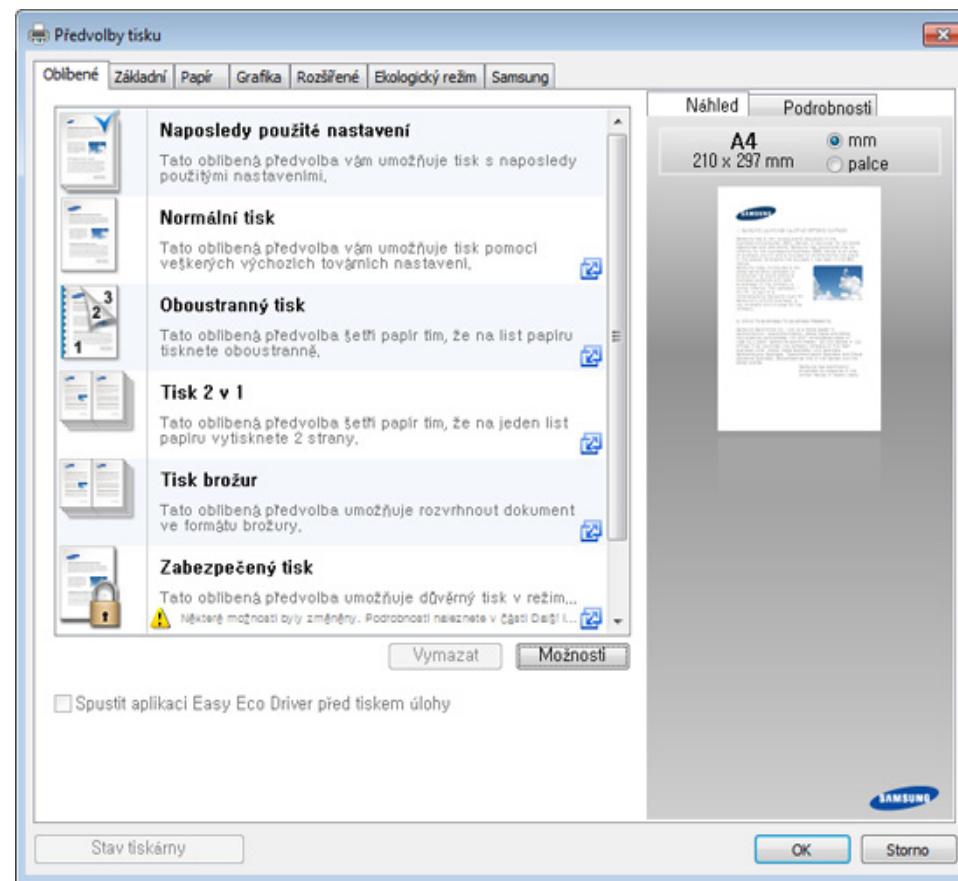 Předvolby tisku
Oblíbené Základní Papír Grafika Rozšířené Ekologický režim Samsung
Naposledy použité nastavení
Tato oblíbená předvolba vám umožňuje tisk s naposledy
použitými nastaveními.
Normální tisk
Tato oblíbená předvolba vám umožňuje tisk pomocí
veškerých výchozích továrních nastavení.
Oboustranný tisk
Tato oblíbená předvolba šetří papír tím, že na list papíru
tisknete oboustranně.
Tisk 2 v 1
Tato oblíbená předvolba šetří papír tím, že na jeden list
papíru vytisknete 2 strany.
Tisk brožur
Tato oblíbená předvolba umožňuje rozvrhnout dokument
ve formátu brožury.
Zabezpečený tisk
Tato oblíbená předvolba umožňuje důvěrný tisk v režim...
Některé možnosti byly změněny. Podrobnosti naleznete v části Další i...
3
2
1
Vymazat Možnosti
Spustit aplikaci Easy Eco Driver před tiskem úlohy
Náhled Podrobnosti
A4
210 x 297 mm
mm
palce
SAMSUNG
SAMSUNG
Stav tiskárny OK Storno